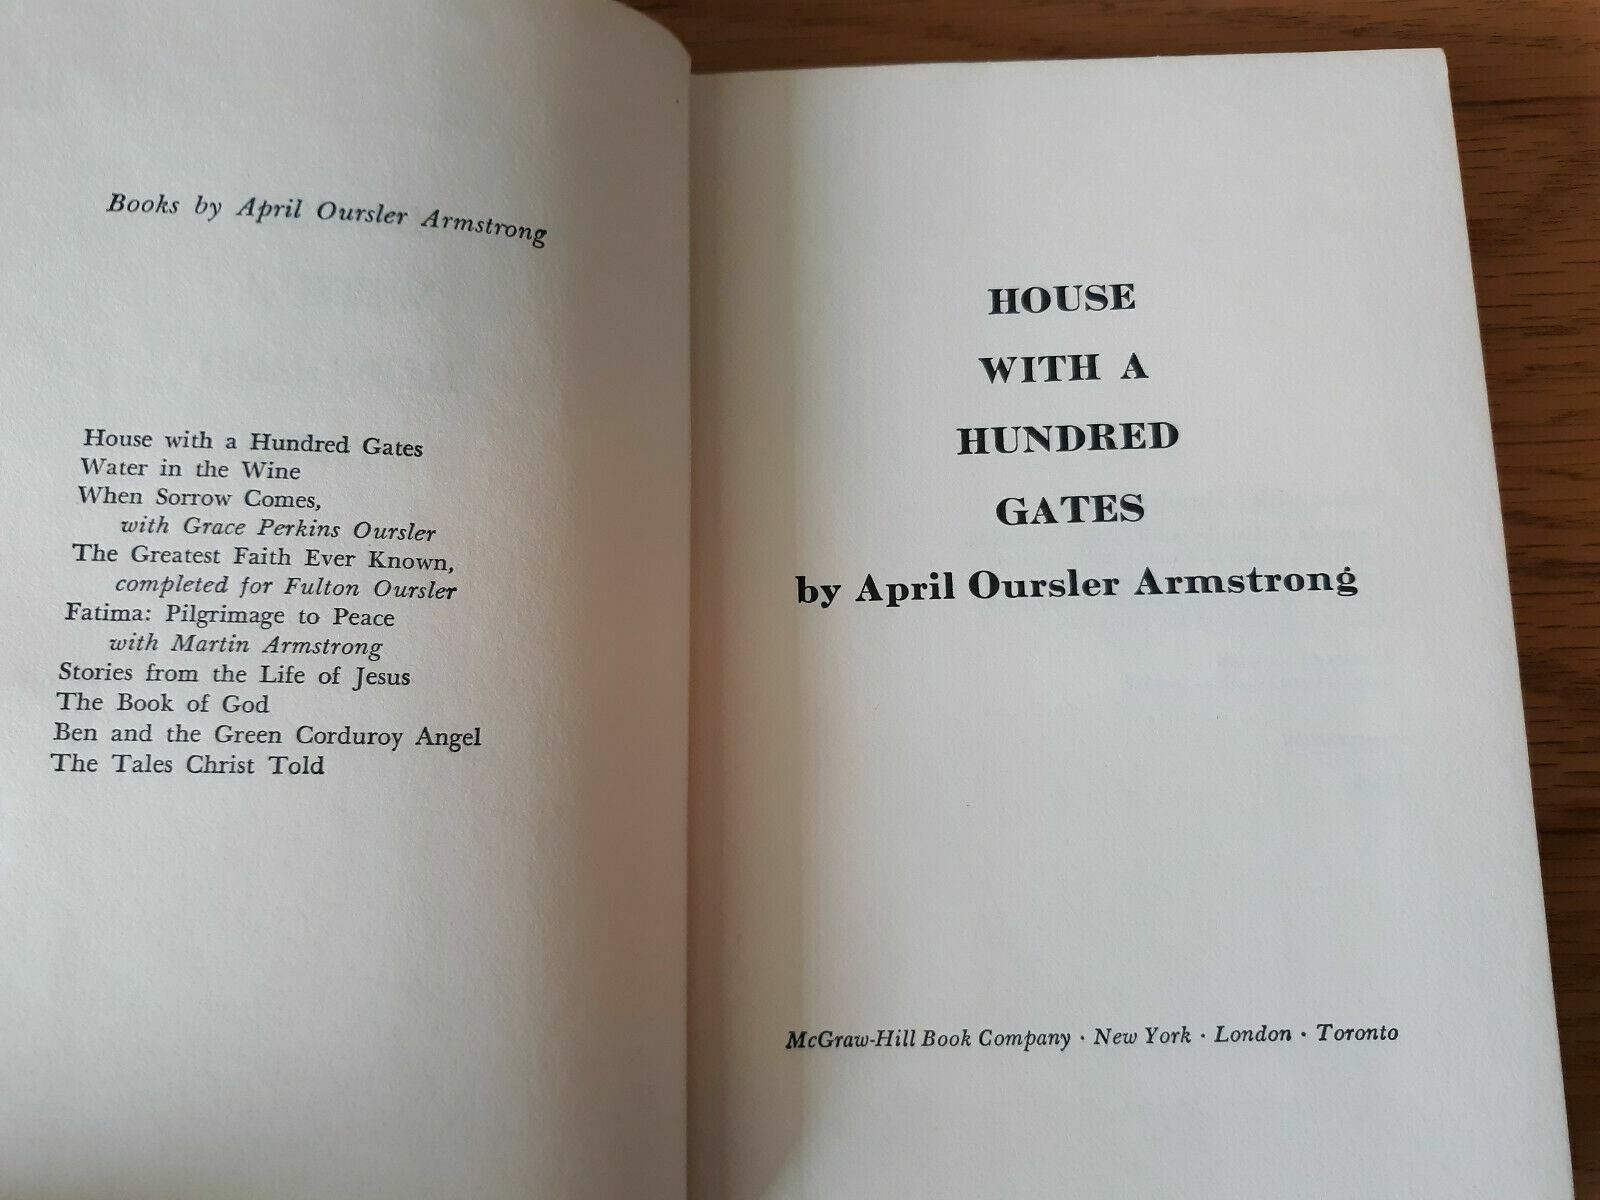 Books by April Oursler Armstrong
House with a Hundred Gates
Water in the Wine
When Sorrow Comes,
with Grace Perkins Oursler
The Greatest Faith Ever Known,
completed for Fulton Oursler
Fatima: Pilgrimage to Peace
with Martin Armstrong
Stories from the Life of Jesus
The Book of God
Ben and the Green Corduroy Angel
The Tales Christ Told
HOUSE
WITH A
HUNDRED
GATES
by April Oursler Armstrong
McGraw-Hill Book Company · New York · London · Toronto